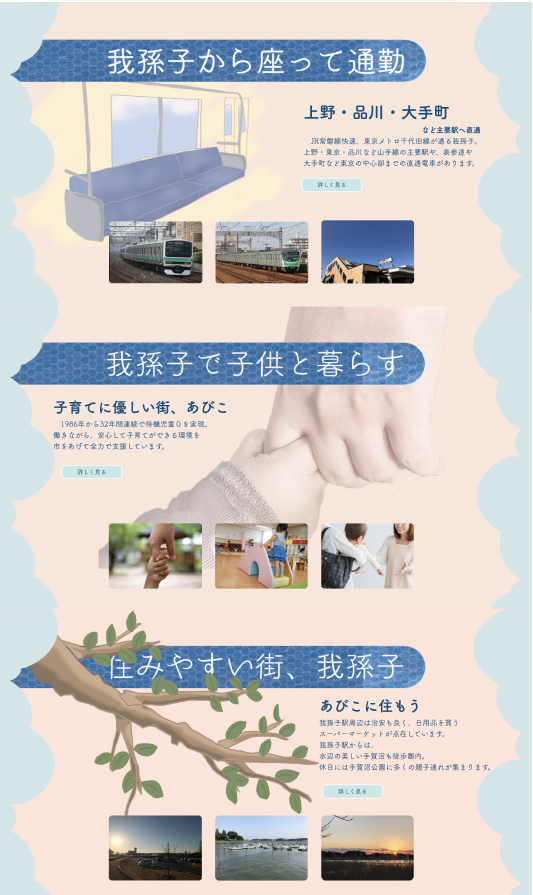 我孫子から座って通勤
上野・品川・大手町
など主要駅へ直通
JR常磐線快速、東京メトロ千代田線が通る我孫子。
上野・東京・品川など山手線の主要駅や、表参道や
大手町など東京の中心部までの直通電車があります。
詳しく見る
我孫子で子供と暮らす
子育てに優しい街、あびこ
1986年から32年間連続で待機児童0を実現。
働きながら、安心して子育てができる環境を
市をあげて全力で支援しています。
詳しく見る
住みやすい街、我孫子
あびこに住もう
我孫子駅周辺は治安も良く、日用品を買う
スーパーマーケットが点在しています。
我孫子駅からは、
水辺の美しい手賀沼も徒歩圏内。
休日には手賀沼公園に多くの親子連れが集まります。
詳しく見る